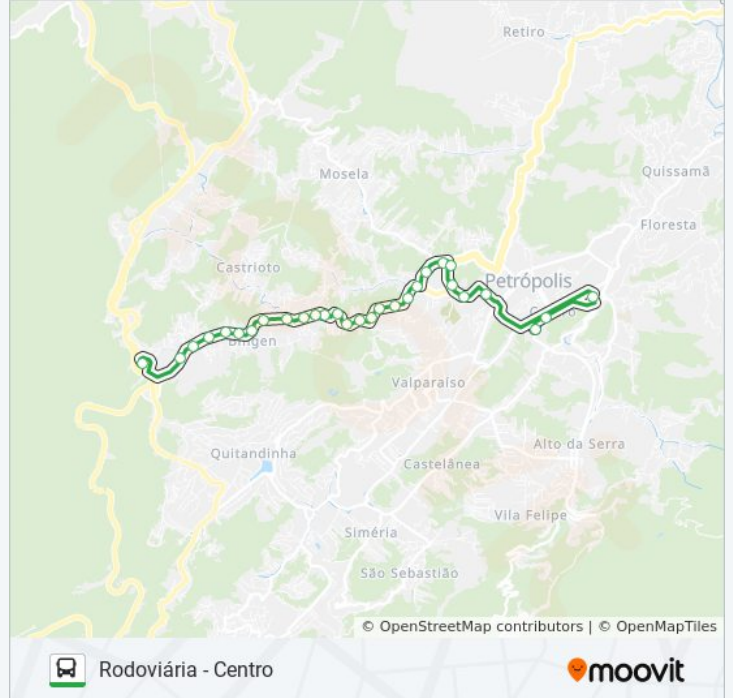 Retiro
Mosela
Quissamã
Floresta
Castrioto
Petrópolis
Bingen
Valparaíso
Alto da Serra
Quitandinha
Castelânea
Vila Felipe
Siméria
São Sebastião
© OpenStreetMap contributors | © OpenMapTiles
Rodoviária - Centro
moovit